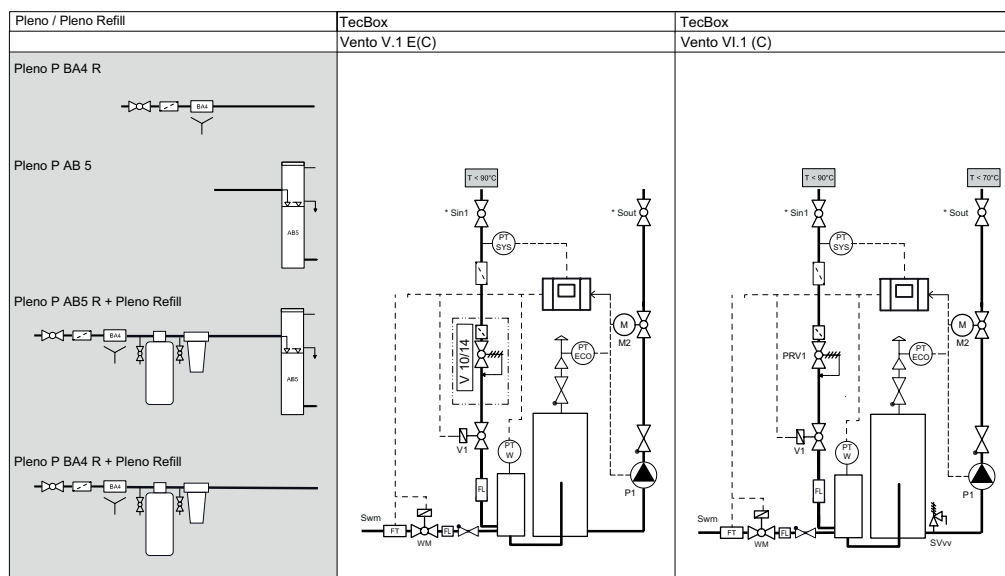 Pleno / Pleno Refill
TecBox
TecBox
Vento V.1 E(C)
Vento VI.1 (C)
Pleno P BA4 R
BA4
Pleno P AB 5
AB5
Pleno P AB5 R + Pleno Refill
BA4
AB5
Pleno P BA4 R + Pleno Refill
BA4
T < 90°C
* Sin1
* Sout
PT
SYS
M
M2
V 10/14
PT
ECO
V1
PT
W
FL
P1
Swm
FT
WM
FL
T < 90°C
T < 70°C
* Sin1
* Sout
PT
SYS
M
M2
PRV1
PT
ECO
V1
PT
W
FL
P1
Swm
FT
WM
FL
SVvv